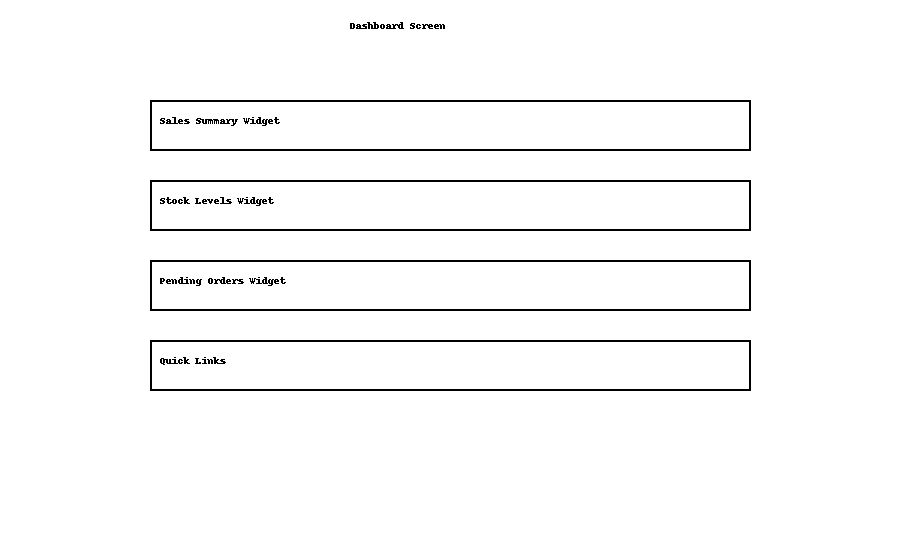 Dashboard Screen
Sales Summary Widget
Stock Levels Widget
Pending Orders Widget
Quick Links